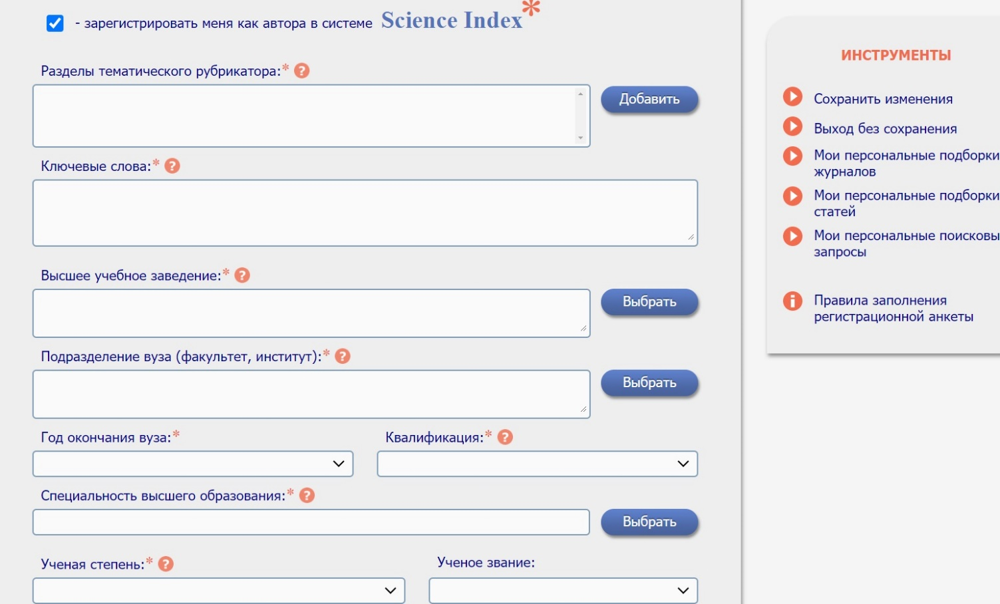 - зарегистрировать меня как автора в системе Science Index*
Разделы тематического рубрикатора:* ?
Добавить
Ключевые слова:* ?
Высшее учебное заведение:* ?
Выбрать
Подразделение вуза (факультет, институт):* ?
Выбрать
Год окончания вуза:*
Квалификация:* ?
Специальность высшего образования:* ?
Выбрать
Ученая степень:* ?
Ученое звание:
ИНСТРУМЕНТЫ
Сохранить изменения
Выход без сохранения
Мои персональные подборки
журналов
Мои персональные подборки
статей
Мои персональные поисковы
запросы
Правила заполнения
регистрационной анкеты